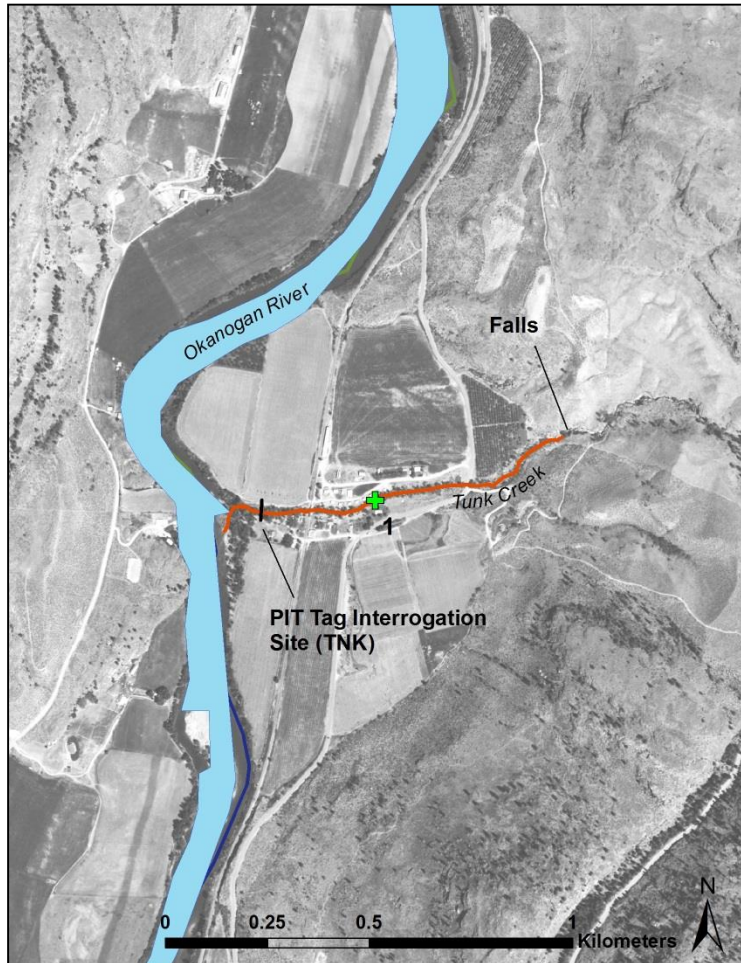 Okanogan River
Falls
Tunk Creek
1
PIT Tag Interrogation
Site (TNK)
N
0 0.25 0.5 1
Kilometers